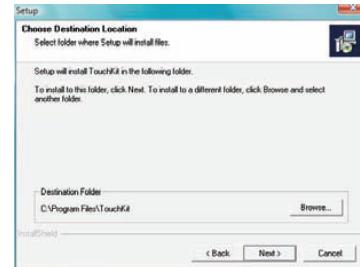 Setup
Choose Destination Location
Select folder where Setup will install files.
Setup will install TouchKit in the following folder.
To install to this folder, click Next. To install to a different folder, click Browse and select
another folder.
Destination Folder
C:\Program Files\TouchKit
Browse...
InstallShield
< Back
Next >
Cancel